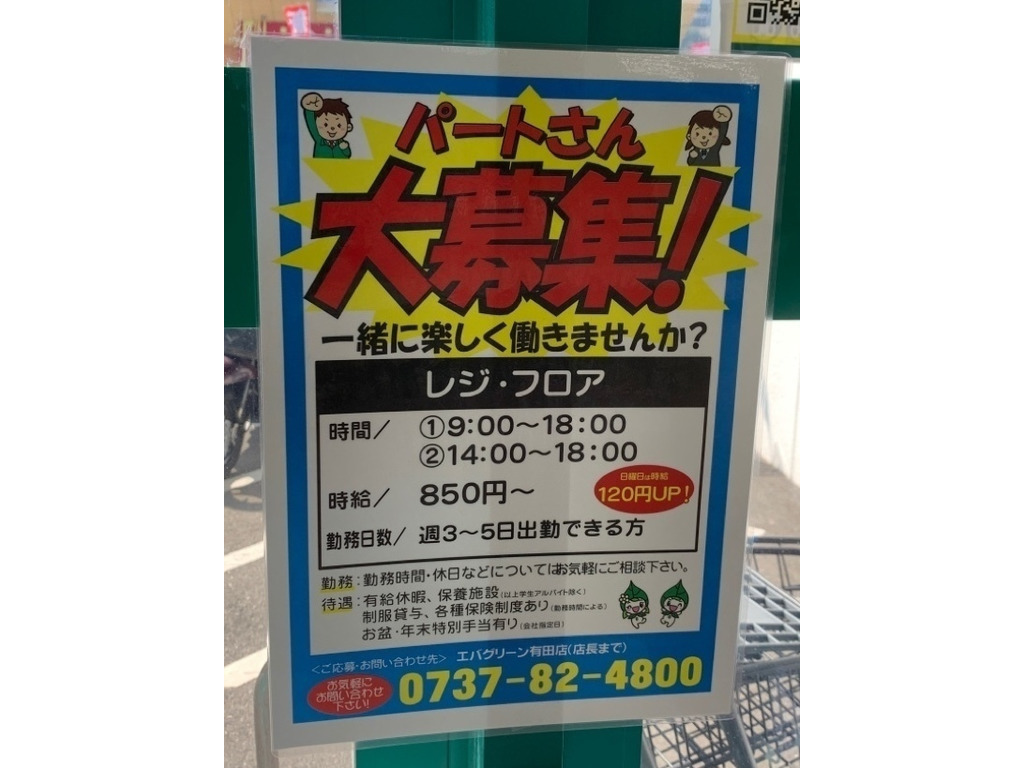 パートさん
大募集!
一緒に楽しく働きませんか?
レジ・フロア
時間/ ①9:00〜18:00
②14:00〜18:00
時給/ 850円〜
日曜日は時給
120円UP!
勤務日数/ 週3〜5日出勤できる方
勤務:勤務時間・休日などについてはお気軽にご相談下さい。
待遇:有給休暇、保養施設(以上学生アルバイト除く)
制服貸与、各種保険制度あり(勤務時間による)
お盆・年末特別手当有り(会社指定日)
<ご応募・お問い合わせ先> エバグリーン有田店(店長まで)
お気軽に
お問い合わせ
下さい!
0737-82-4800